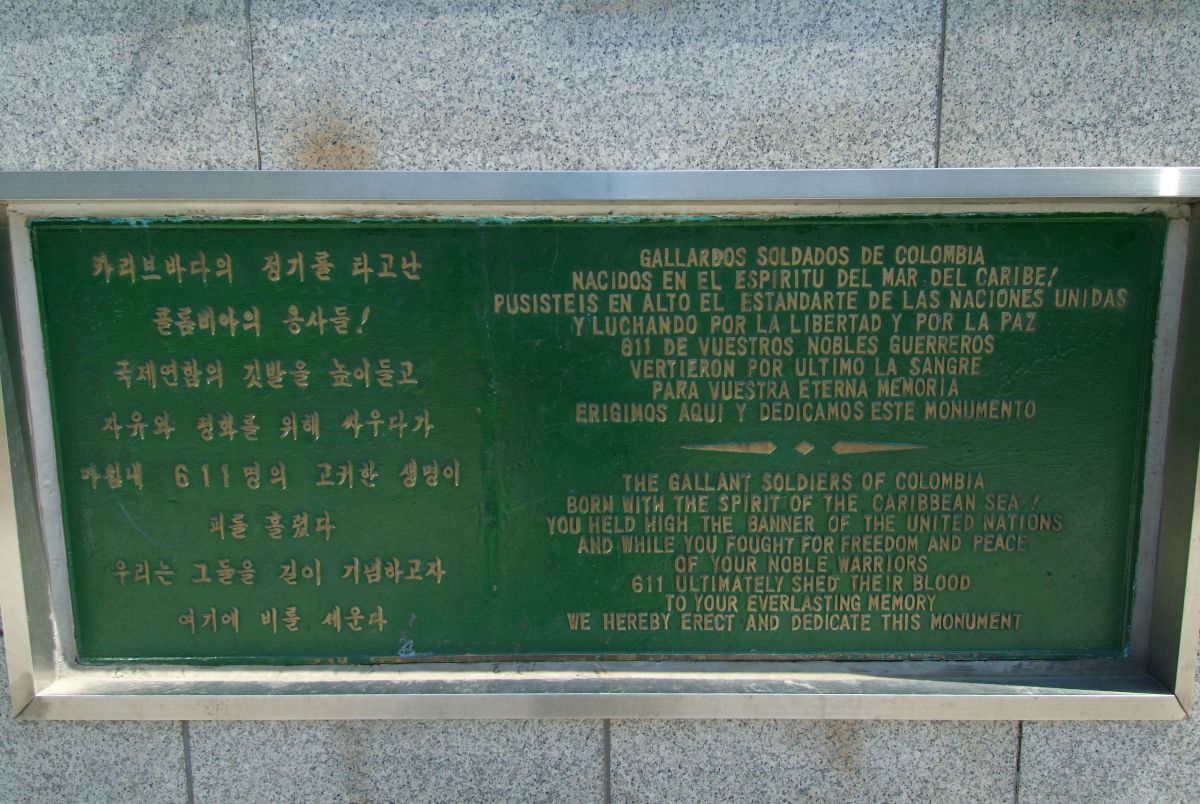 카리브바다의 정기를 타고난
콜롬비아의 용사들!
국제연합의 깃발을 높이들고
자유와 평화를 위해 싸우다가
마침내 611명의 고귀한 생명이
피를 흘렸다
우리는 그들을 길이 기념하고자
여기에 비를 세운다
GALLARDOS SOLDADOS DE COLOMBIA
NACIDOS EN EL ESPIRITU DEL MAR DEL CARIBE!
PUSISTEIS EN ALTO EL ESTANDARTE DE LAS NACIONES UNIDAS
Y LUCHANDO POR LA LIBERTAD Y POR LA PAZ
611 DE VUESTROS NOBLES GUERREROS
VERTIERON POR ULTIMO LA SANGRE
PARA VUESTRA ETERNA MEMORIA
ERIGIMOS AQUI Y DEDICAMOS ESTE MONUMENTO
THE GALLANT SOLDIERS OF COLOMBIA
BORN WITH THE SPIRIT OF THE CARIBBEAN SEA!
YOU HELD HIGH THE BANNER OF THE UNITED NATIONS
AND WHILE YOU FOUGHT FOR FREEDOM AND PEACE
OF YOUR NOBLE WARRIORS
611 ULTIMATELY SHED THEIR BLOOD
TO YOUR EVERLASTING MEMORY
WE HEREBY ERECT AND DEDICATE THIS MONUMENT